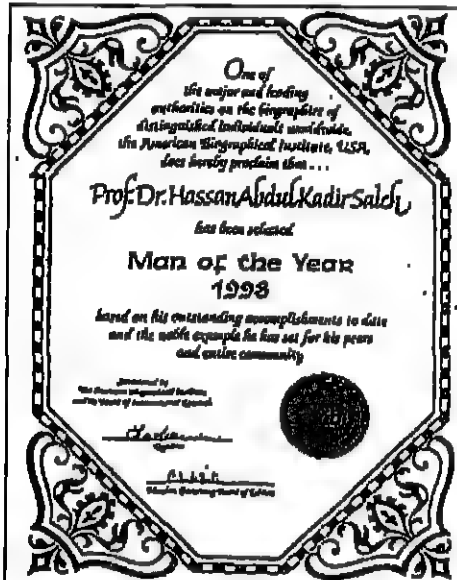 One of
the major and leading
authorities on the biographies of
distinguished individuals worldwide,
the American Biographical Institute, USA,
does hereby proclaim that . . .
Prof. Dr. Hassan Abdul Kadir Saleh
has been selected
Man of the Year
1998
based on his outstanding accomplishments to date
and the noble example he has set for his peers
and entire community